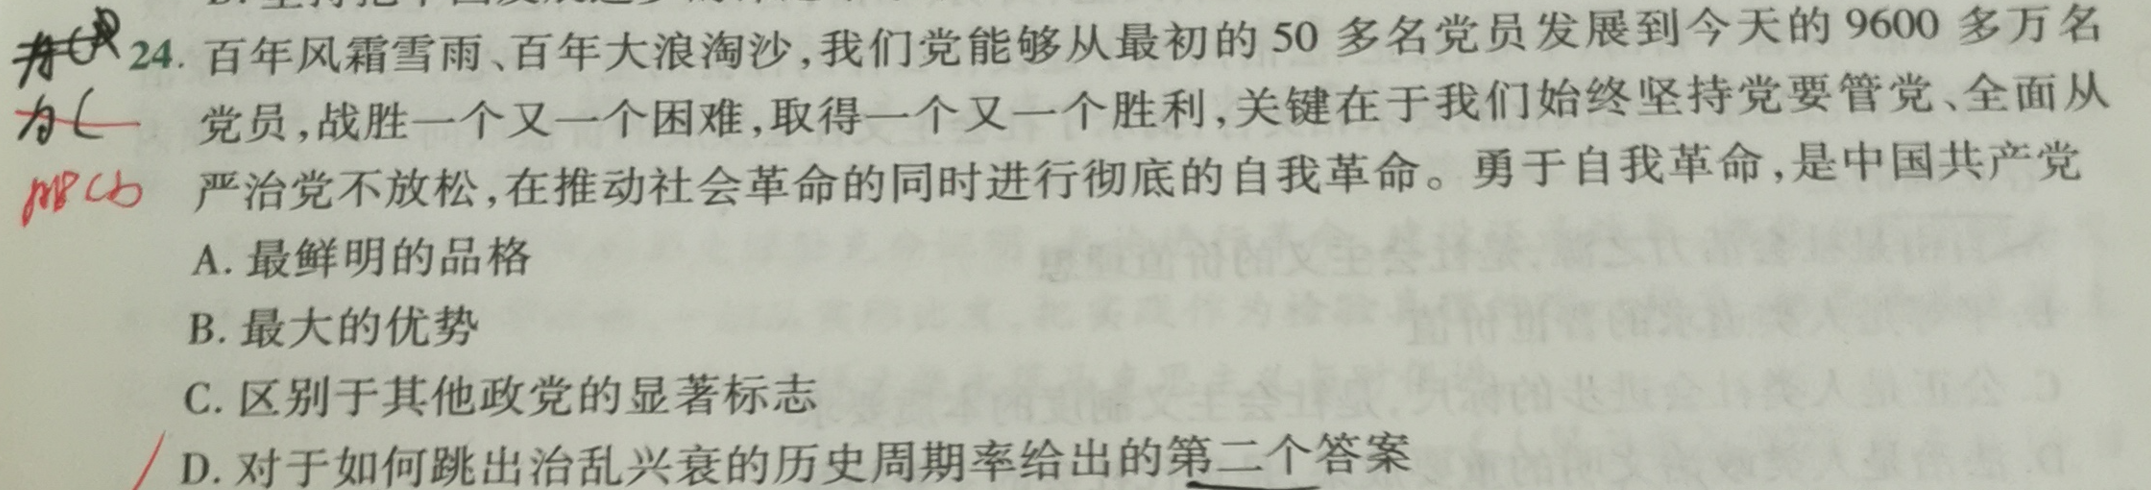 24. 百年风霜雪雨、百年大浪淘沙,我们党能够从最初的 50 多名党员发展到今天的 9600 多万名
党员,战胜一个又一个困难,取得一个又一个胜利,关键在于我们始终坚持党要管党、全面从
严治党不放松,在推动社会革命的同时进行彻底的自我革命。勇于自我革命,是中国共产党
A. 最鲜明的品格
B. 最大的优势
C. 区别于其他政党的显著标志
D. 对于如何跳出治乱兴衰的历史周期率给出的第二个答案